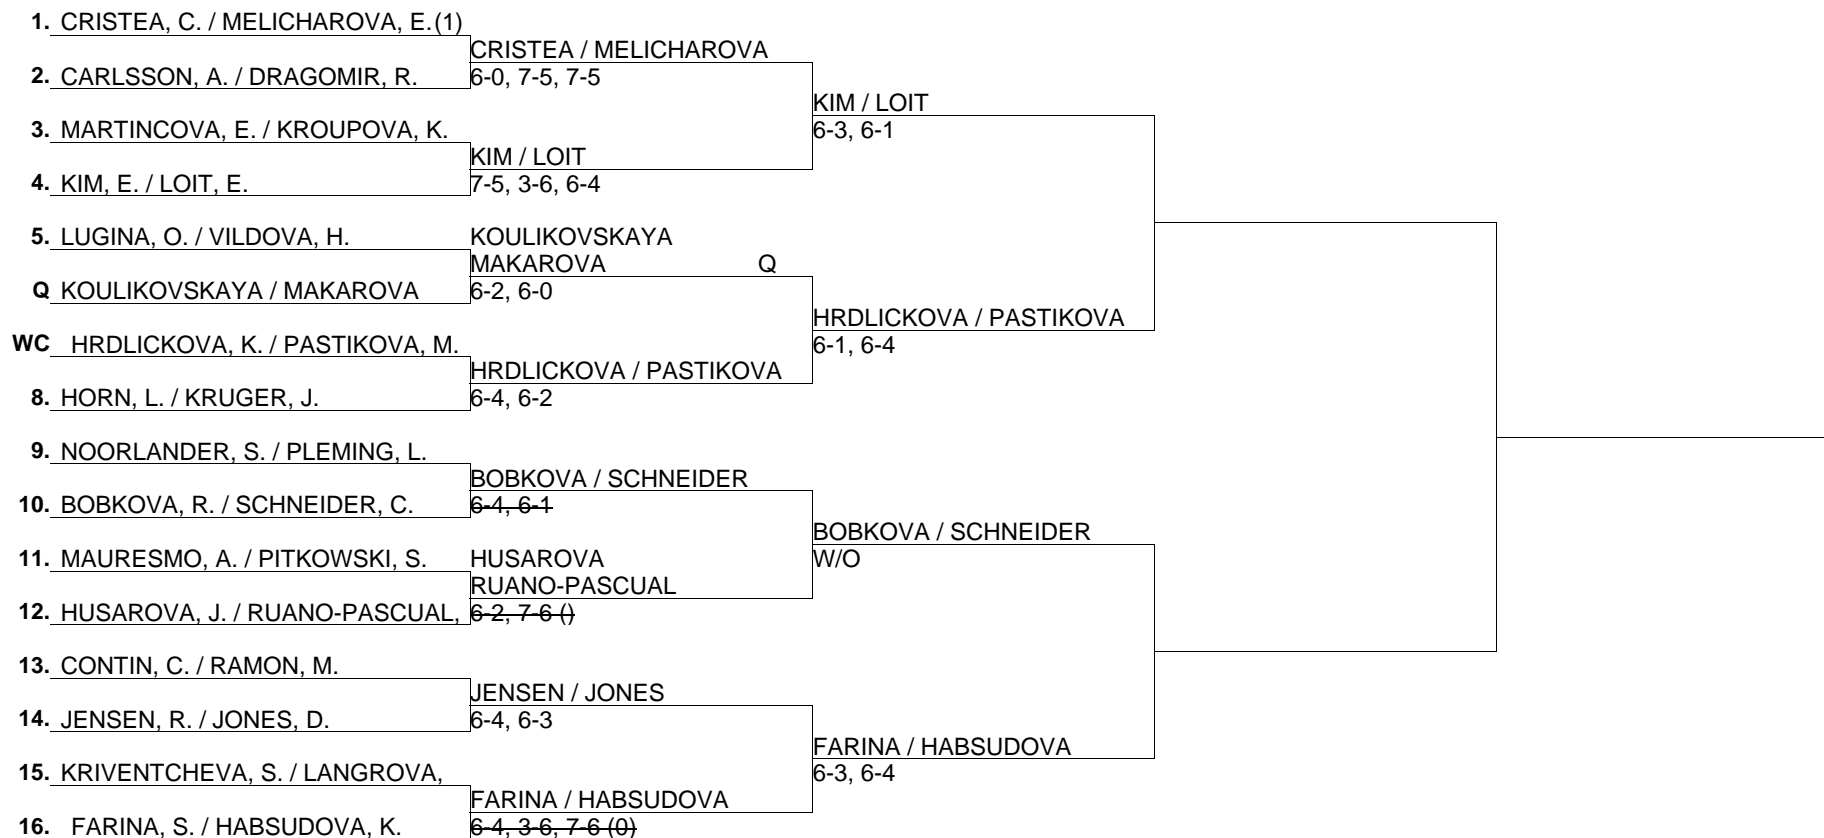 1. CRISTEA, C. / MELICHAROVA, E.(1)
CRISTEA / MELICHAROVA
2. CARLSSON, A. / DRAGOMIR, R. 6-0, 7-5, 7-5
KIM / LOIT
3. MARTINCOVA, E. / KROUPOVA, K. 6-3, 6-1
KIM / LOIT
4. KIM, E. / LOIT, E. 7-5, 3-6, 6-4
5. LUGINA, O. / VILDOVA, H. KOULIKOVSKAYA
MAKAROVA Q
Q KOULIKOVSKAYA / MAKAROVA 6-2, 6-0
HRDLICKOVA / PASTIKOVA
WC HRDLICKOVA, K. / PASTIKOVA, M. 6-1, 6-4
HRDLICKOVA / PASTIKOVA
8. HORN, L. / KRUGER, J. 6-4, 6-2
9. NOORLANDER, S. / PLEMING, L.
BOBKOVA / SCHNEIDER
10. BOBKOVA, R. / SCHNEIDER, C. 6-4, 6-1
BOBKOVA / SCHNEIDER
11. MAURESMO, A. / PITKOWSKI, S. HUSAROVA W/O
RUANO-PASCUAL
12. HUSAROVA, J. / RUANO-PASCUAL, 6-2, 7-6 ()
13. CONTIN, C. / RAMON, M.
JENSEN / JONES
14. JENSEN, R. / JONES, D. 6-4, 6-3
FARINA / HABSUDOVA
15. KRIVENTCHEVA, S. / LANGROVA, 6-3, 6-4
FARINA / HABSUDOVA
16. FARINA, S. / HABSUDOVA, K. 6-4, 3-6, 7-6 (0)